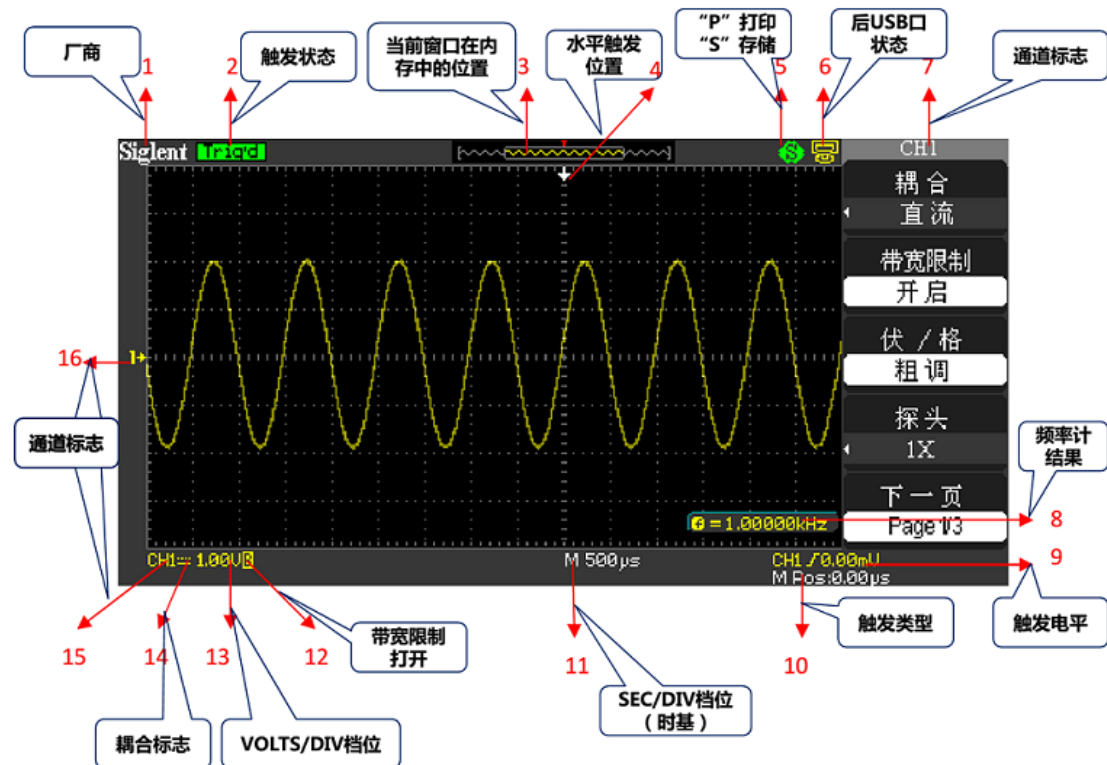 厂商
触发状态
当前窗口在内
存中的位置
水平触发
位置
“P”打印
“S”存储
后USB口
状态
通道标志
1
2
3
4
5
6
7
Siglent
Trig'd
S
CH1
耦合
直流
带宽限制
开启
伏 / 格
粗调
探头
1X
下一页
Page 1/3
16
1
通道标志
频率计
结果
f = 1.00000kHz
8
CH1 1.00V B
M 500μs
CH1 0.00mV
M Pos:0.00μs
9
15
14
13
12
11
10
带宽限制
打开
触发类型
触发电平
耦合标志
VOLTS/DIV档位
SEC/DIV档位
（时基）